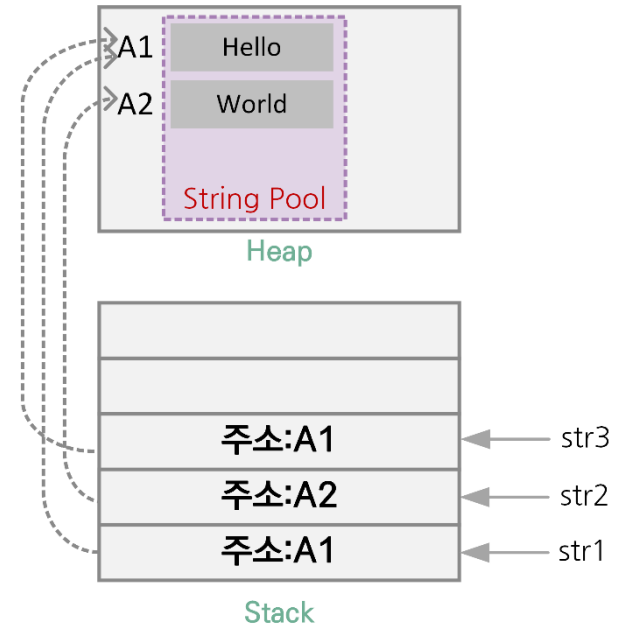 A1 Hello
A2 World
String Pool
Heap
주소:A1 str3
주소:A2 str2
주소:A1 str1
Stack